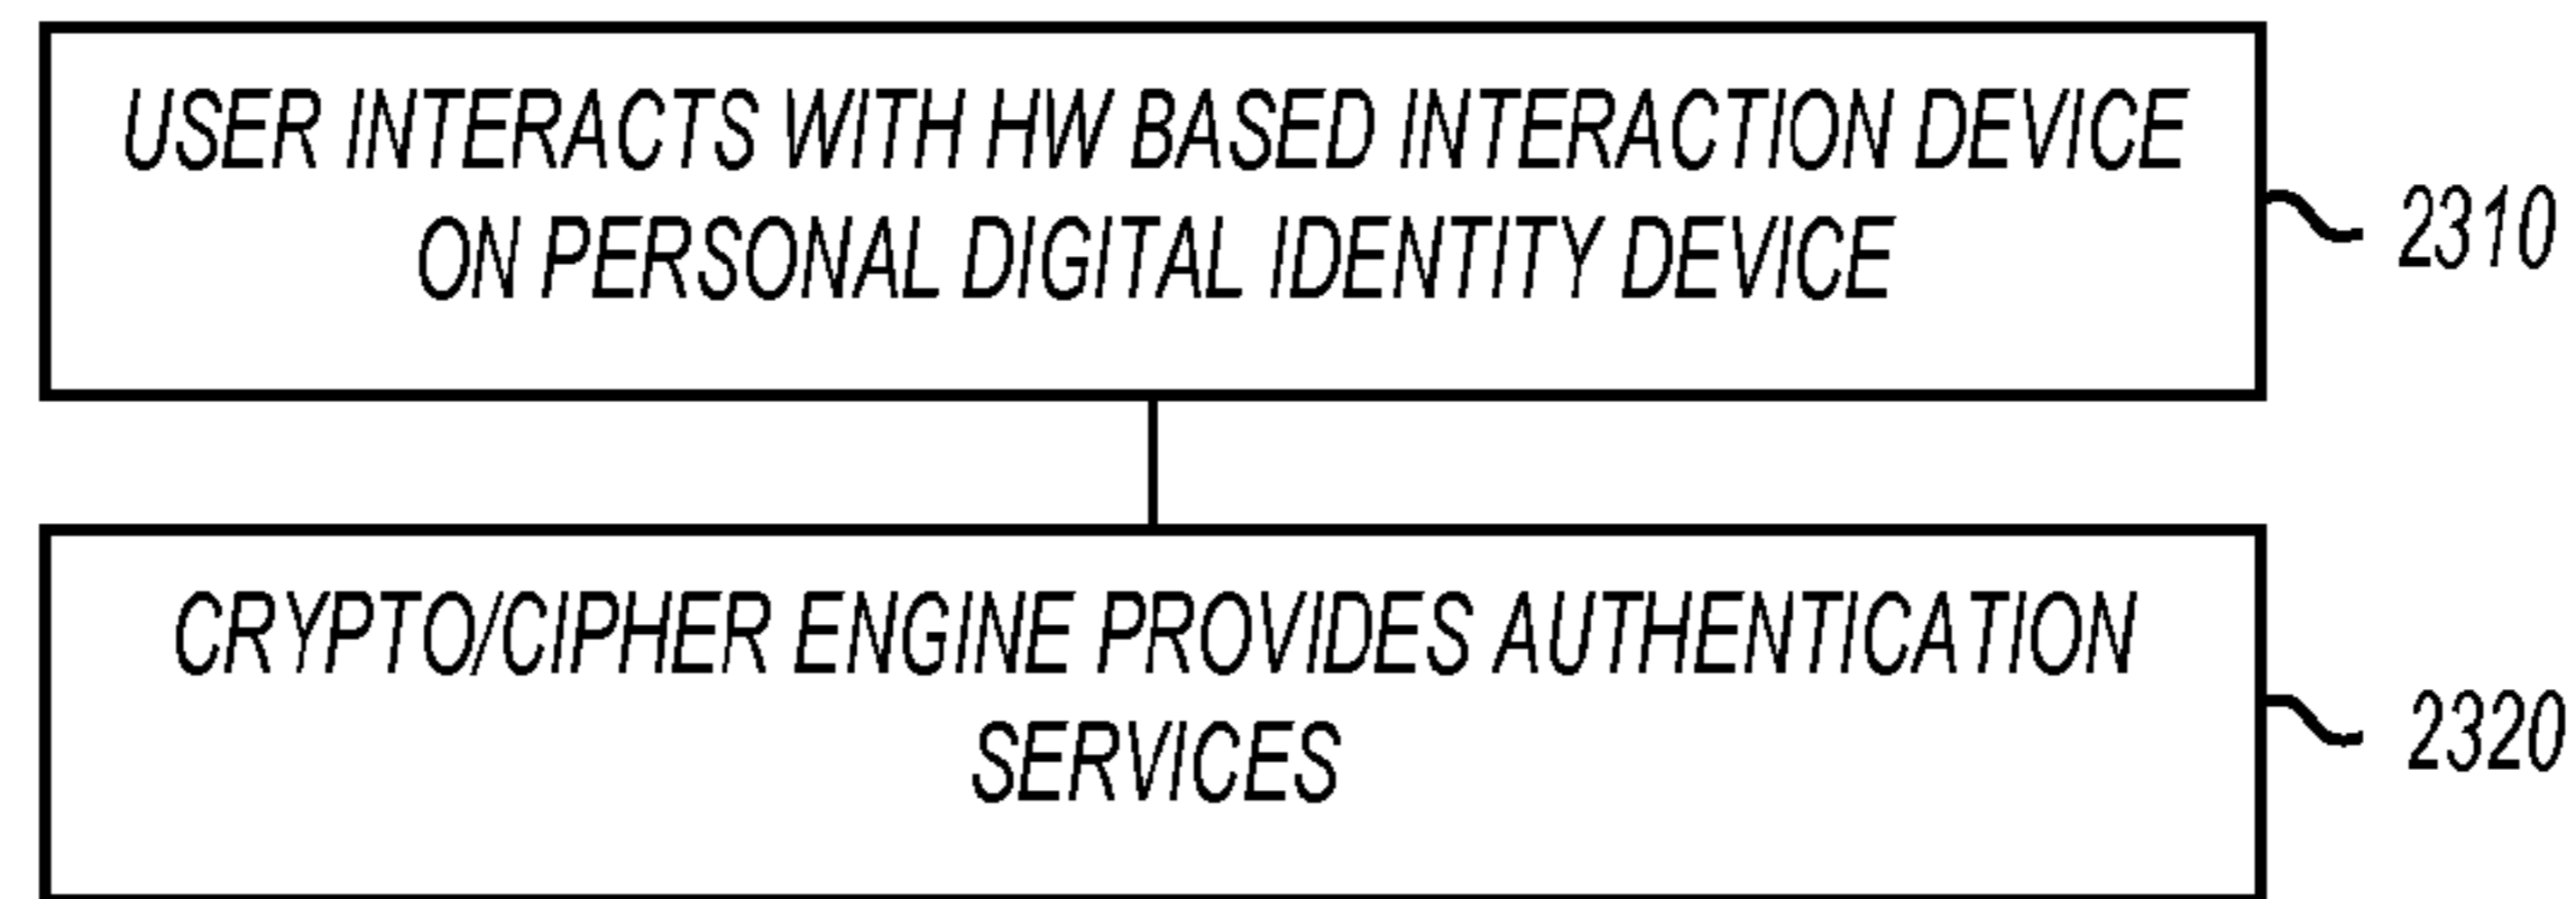 USER INTERACTS WITH HW BASED INTERACTION DEVICE
ON PERSONAL DIGITAL IDENTITY DEVICE
2310
CRYPTO/CIPHER ENGINE PROVIDES AUTHENTICATION
SERVICES
2320